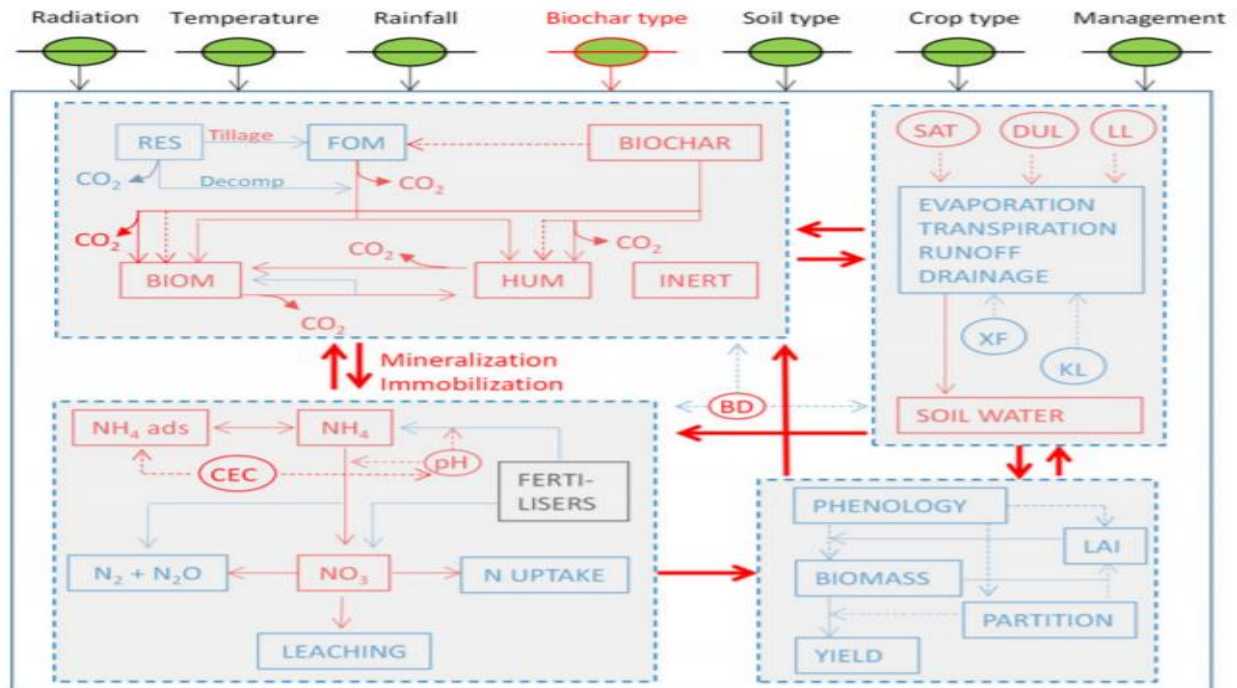 Radiation Temperature Rainfall Biochar type Soil type Crop type Management
RES Tillage FOM BIOCHAR
CO2 Decomp CO2
CO2 CO2 CO2
BIOM HUM INERT
CO2
SAT DUL LL
EVAPORATION
TRANSPIRATION
RUNOFF
DRAINAGE
XF
KL
SOIL WATER
Mineralization
Immobilization
BD
NH4 ads NH4
CEC pH
FERTI-
LISERS
N2 + N2O NO3 N UPTAKE
LEACHING
PHENOLOGY
LAI
BIOMASS
PARTITION
YIELD